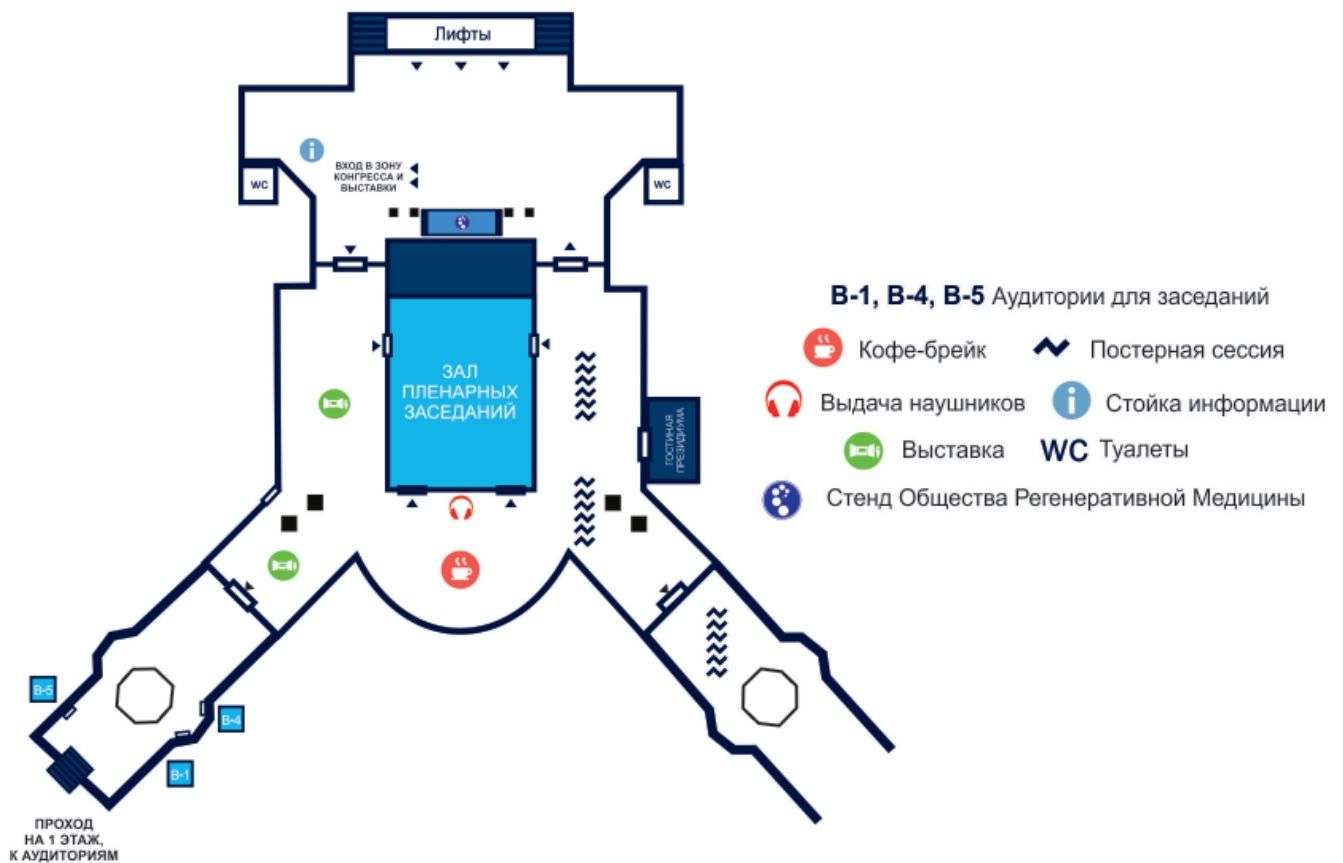 Лифты
ВХОД В ЗОНУ
КОНГРЕССА И
ВЫСТАВКИ
WC
WC
ЗАЛ
ПЛЕНАРНЫХ
ЗАСЕДАНИЙ
ГОСТИНАЯ
ПРЕЗИДИУМА
B-5
B-4
B-1
ПРОХОД
НА 1 ЭТАЖ,
К АУДИТОРИЯМ
B-1, B-4, B-5 Аудитории для заседаний
Кофе-брейк
Постерная сессия
Выдача наушников
Стойка информации
Выставка
WC Туалеты
Стенд Общества Регенеративной Медицины